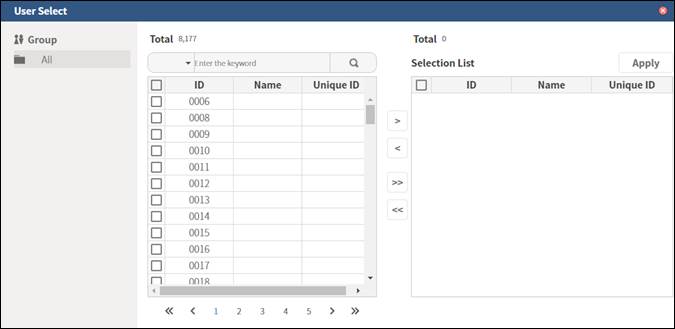 User Select
Group
All
Total 8,177
Enter the keyword
ID Name Unique ID
0006
0008
0009
0010
0011
0012
0013
0014
0015
0016
0017
0018
1 2 3 4 5
>
<
>>
<<
Total 0
Selection List Apply
ID Name Unique ID